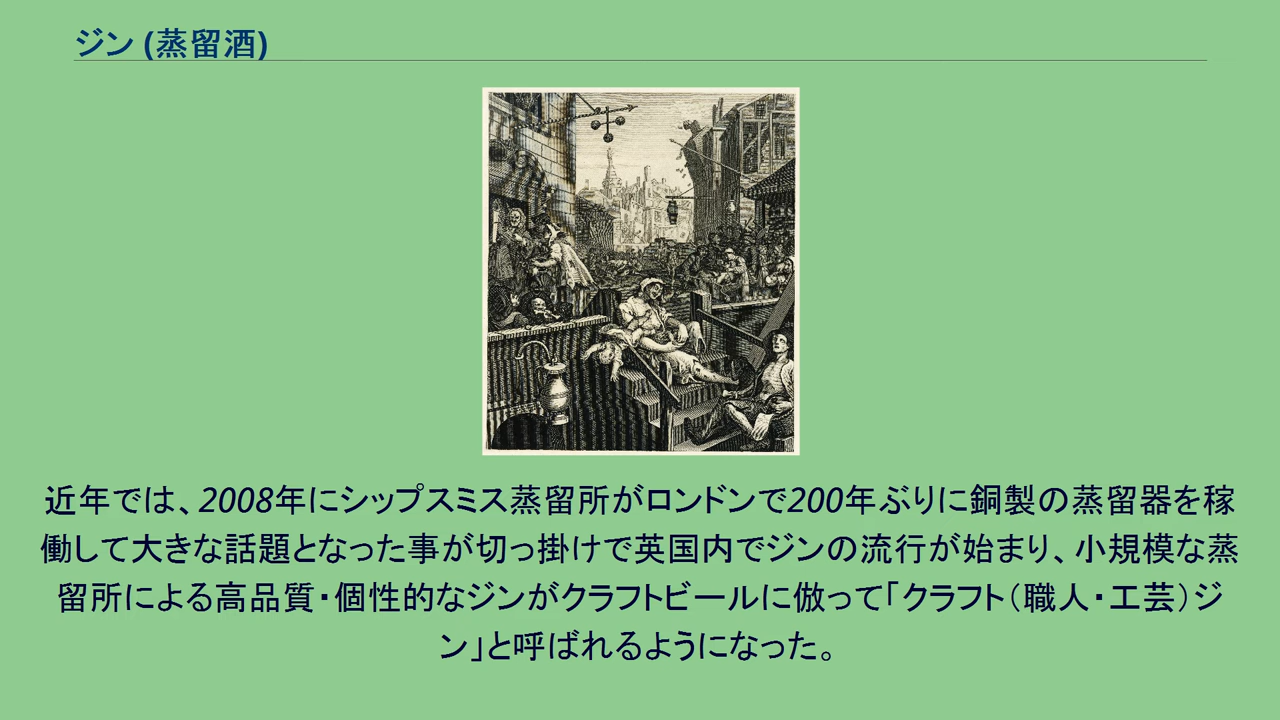 ジン (蒸留酒)
近年では、2008年にシップスミス蒸留所がロンドンで200年ぶりに銅製の蒸留器を稼
働して大きな話題となった事が切っ掛けで英国内でジンの流行が始まり、小規模な蒸
留所による高品質・個性的なジンがクラフトビールに倣って「クラフト（職人・工芸）ジ
ン」と呼ばれるようになった。